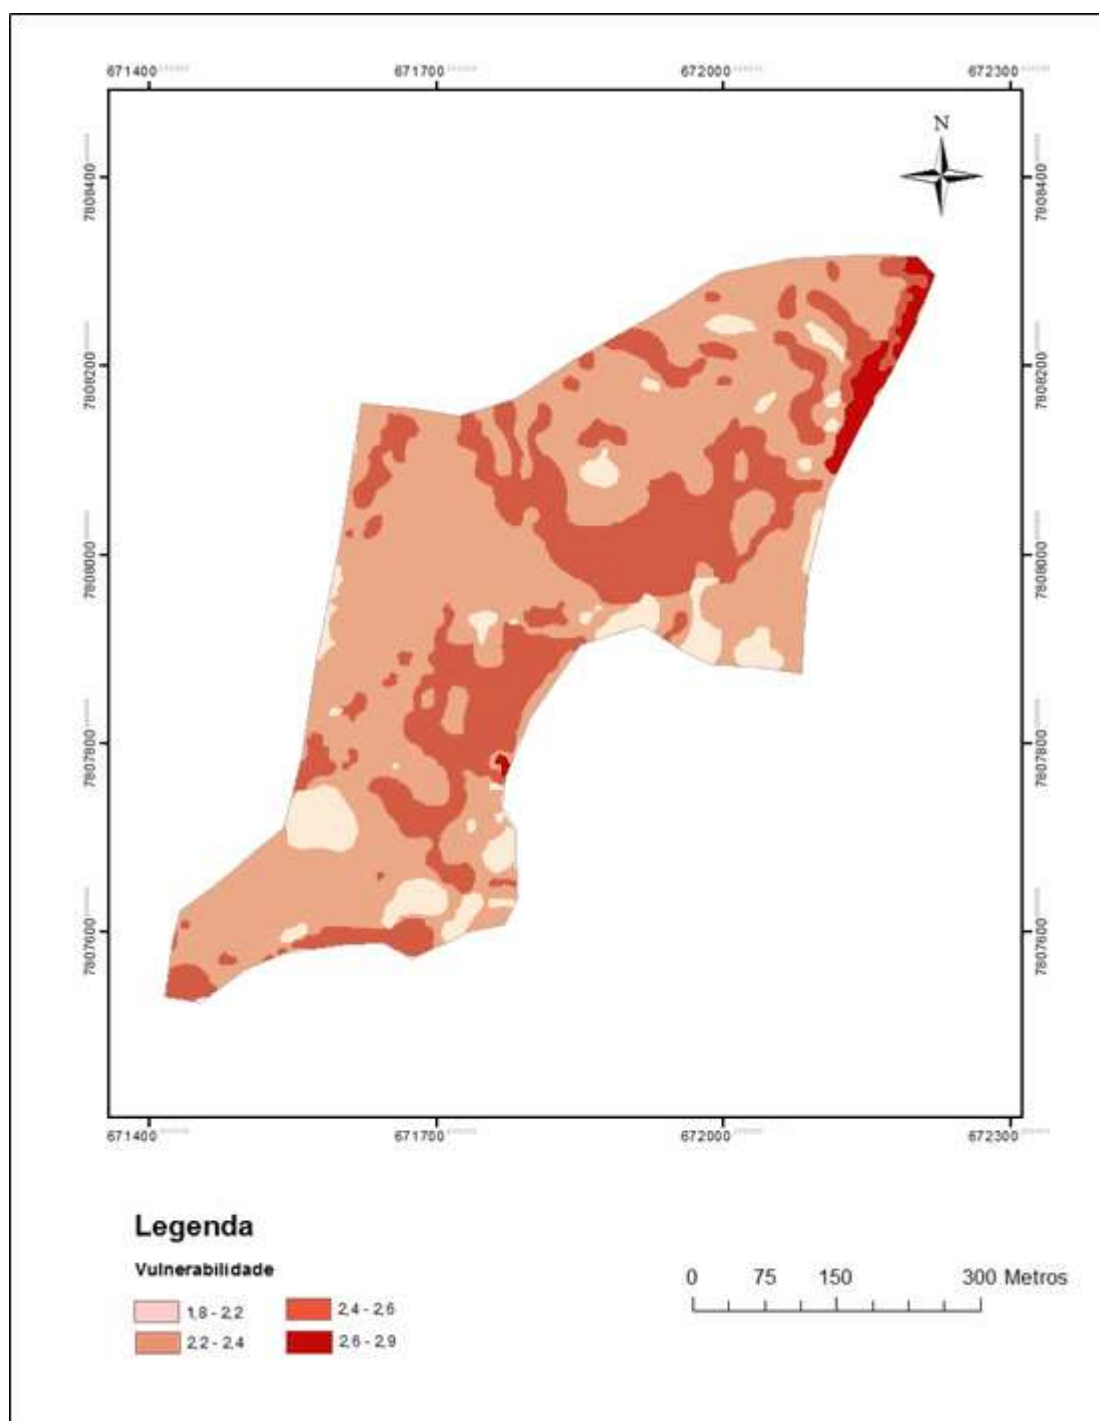 671400 671700 672000 672300
N
7808400 7808400
7808200 7808200
7808000 7808000
7807800 7807800
7807600 7807600
671400 671700 672000 672300
Legenda
Vulnerabilidade
1,8 - 2,2 2,4 - 2,6
2,2 - 2,4 2,6 - 2,9
0 75 150 300 Metros